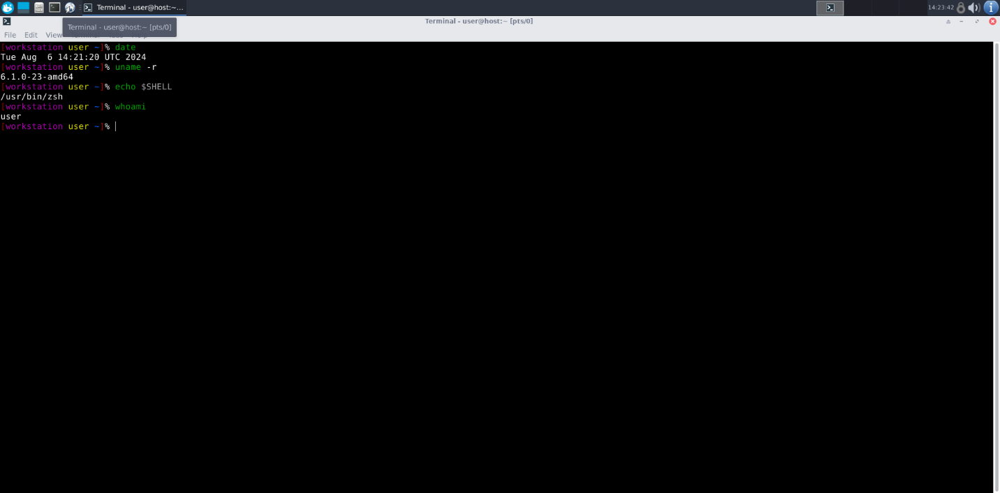 Terminal - user@host:~...
14:23:42
Terminal - user@host:~ [pts/0]
Terminal - user@host:~ [pts/0]
File Edit View
[workstation user ~]% date
Tue Aug  6 14:21:20 UTC 2024
[workstation user ~]% uname -r
6.1.0-23-amd64
[workstation user ~]% echo $SHELL
/usr/bin/zsh
[workstation user ~]% whoami
user
[workstation user ~]%